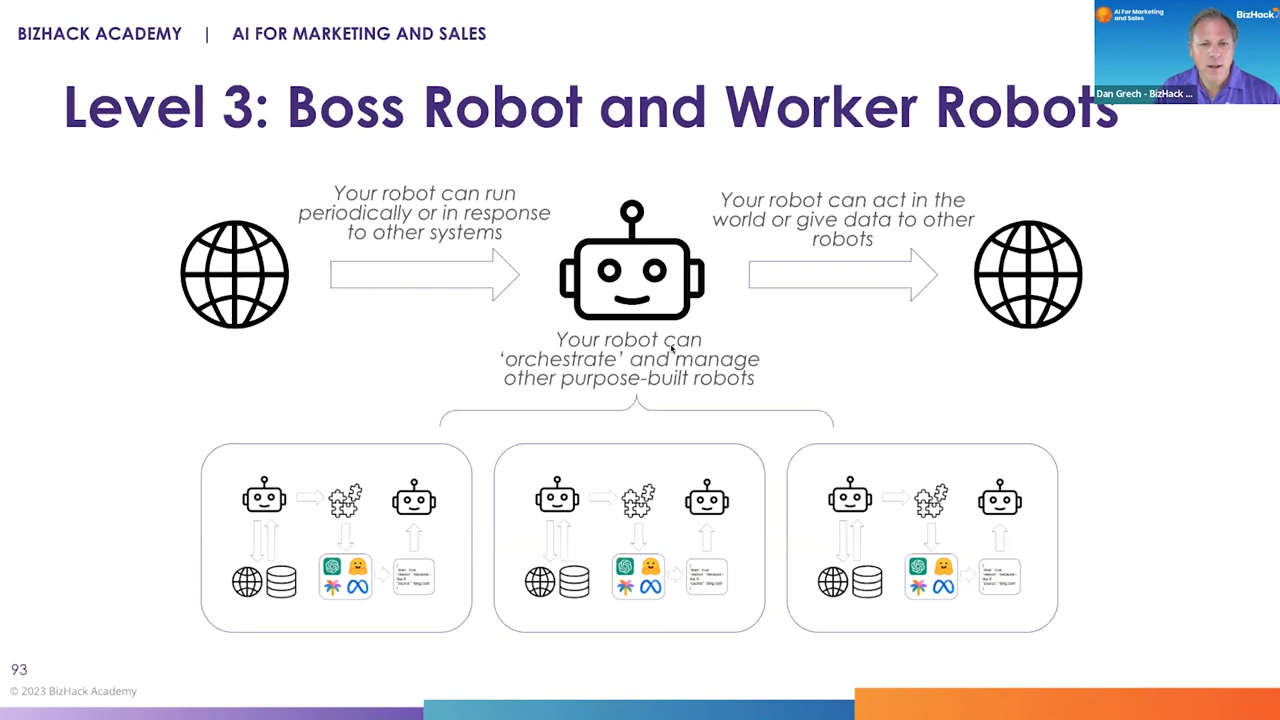 BIZHACK ACADEMY | AI FOR MARKETING AND SALES
AI For Marketing
and Sales
BizHack
Dan Grech - BizHack ...
Level 3: Boss Robot and Worker Robots
Your robot can run
periodically or in response
to other systems
Your robot can act in the
world or give data to other
robots
Your robot can
‘orchestrate’ and manage
other purpose-built robots
93
© 2023 BizHack Academy